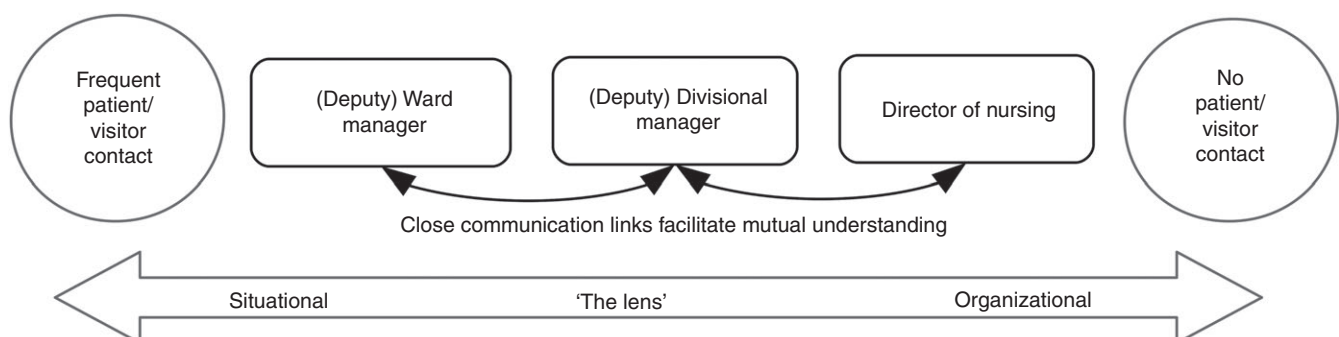 Frequent
patient/
visitor
contact
(Deputy) Ward
manager
(Deputy) Divisional
manager
Director of nursing
No
patient/
visitor
contact
Close communication links facilitate mutual understanding
Situational
‘The lens’
Organizational